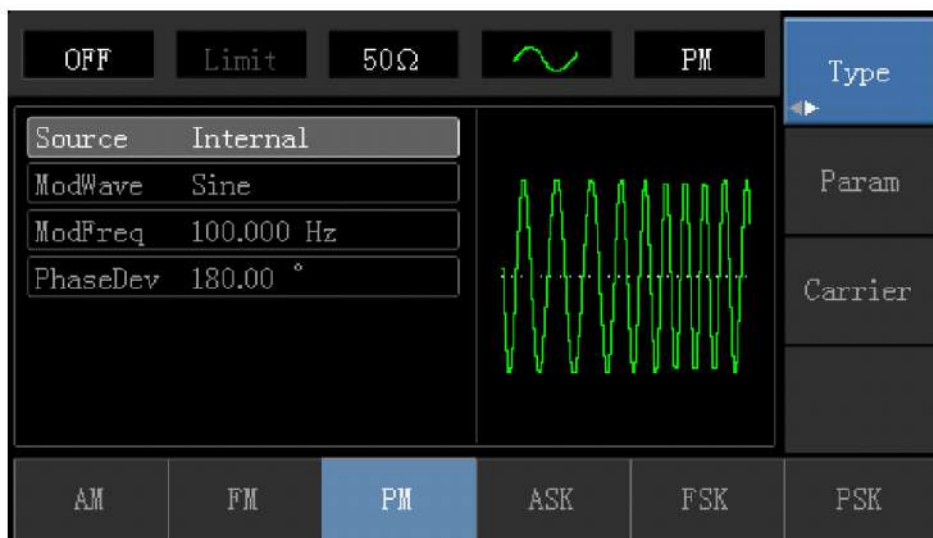 OFF Limit 50Ω PM
Type
Source Internal
ModWave Sine
Param
ModFreq 100.000 Hz
PhaseDev 180.00 °
Carrier
AM FM PM ASK FSK PSK